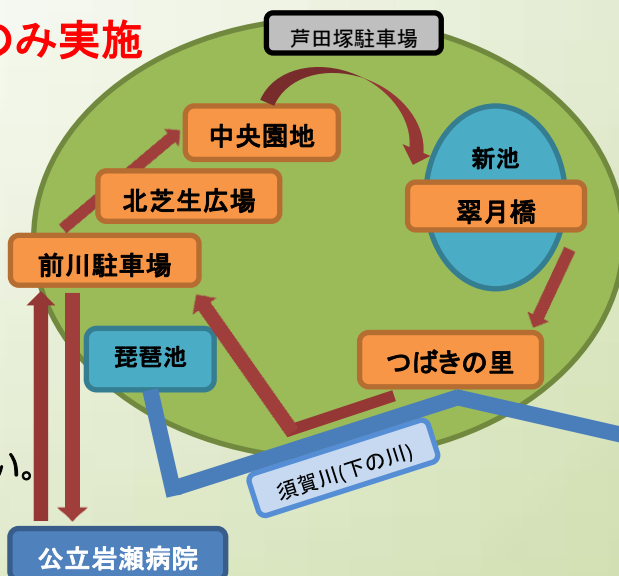 のみ実施
芦田塚駐車場
中央園地
新池
北芝生広場
翠月橋
前川駐車場
琵琶池
つばきの里
い。
須賀川(下の川)
公立岩瀬病院